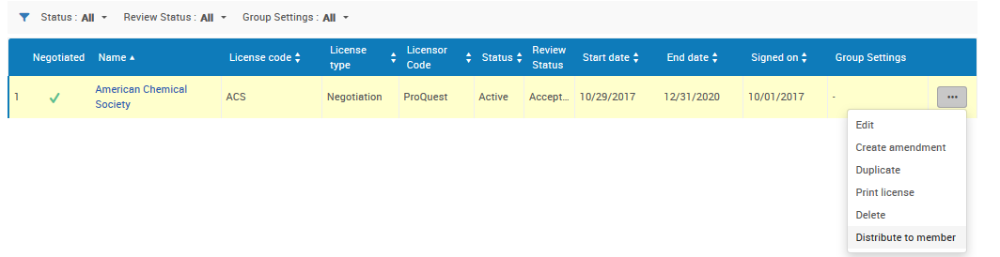 Status : All Review Status : All Group Settings : All
Negotiated Name License code License type Licensor Code Status Review Status Start date End date Signed on Group Settings
1 American Chemical Society ACS Negotiation ProQuest Active Accept... 10/29/2017 12/31/2020 10/01/2017 -
Edit
Create amendment
Duplicate
Print license
Delete
Distribute to member